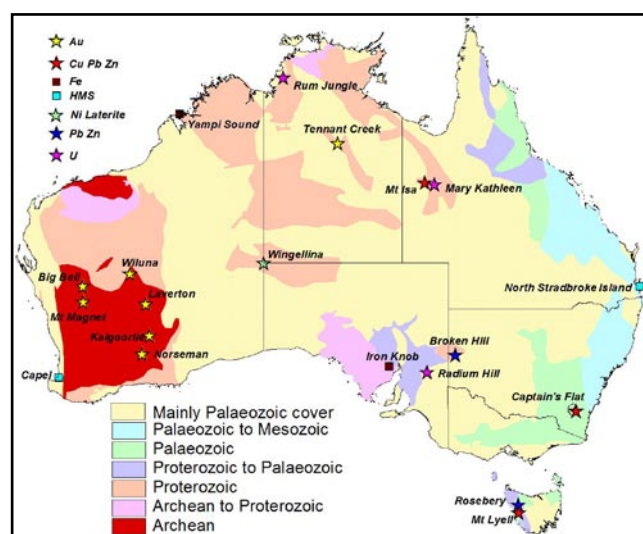 Au
Cu Pb Zn
Fe
HMS
Ni Laterite
Pb Zn
U
Rum Jungle
Yampi Sound
Tennant Creek
Mt Isa
Mary Kathleen
Wingellina
Wiluna
Big Bell
Laverton
Mt Magnet
Kalgoorlie
Norseman
Capel
North Stradbroke Island
Broken Hill
Iron Knob
Radium Hill
Captain's Flat
Rosebery
Mt Lyell
Mainly Palaeozoic cover
Palaeozoic to Mesozoic
Palaeozoic
Proterozoic to Palaeozoic
Proterozoic
Archean to Proterozoic
Archean